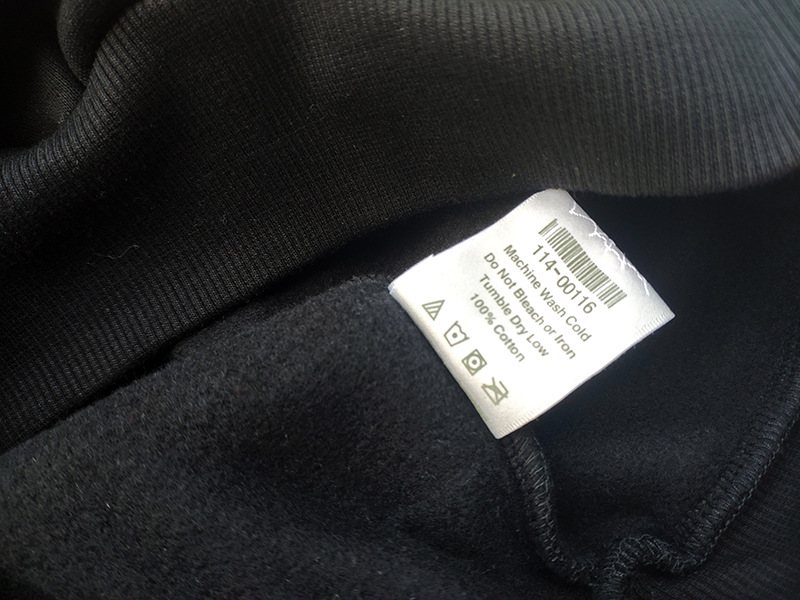 114-00116
Machine Wash Cold
Do Not Bleach or Iron
Tumble Dry Low
100% Cotton